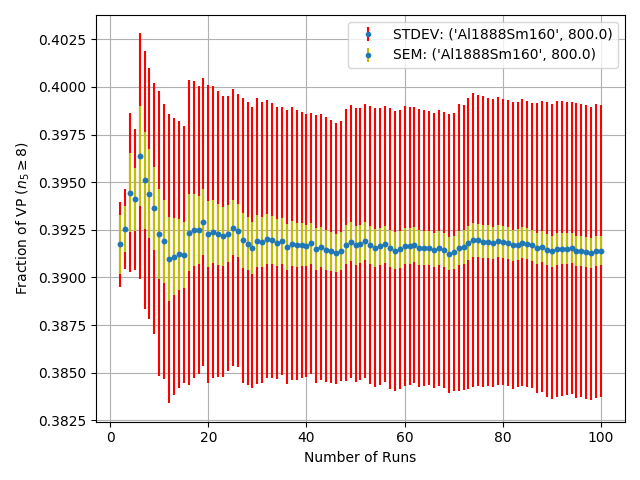 STDEV: ('Al1888Sm160', 800.0)
SEM: ('Al1888Sm160', 800.0)
Fraction of VP (n₅ ≥ 8)
0.4025
0.4000
0.3975
0.3950
0.3925
0.3900
0.3875
0.3850
0.3825
0 20 40 60 80 100
Number of Runs